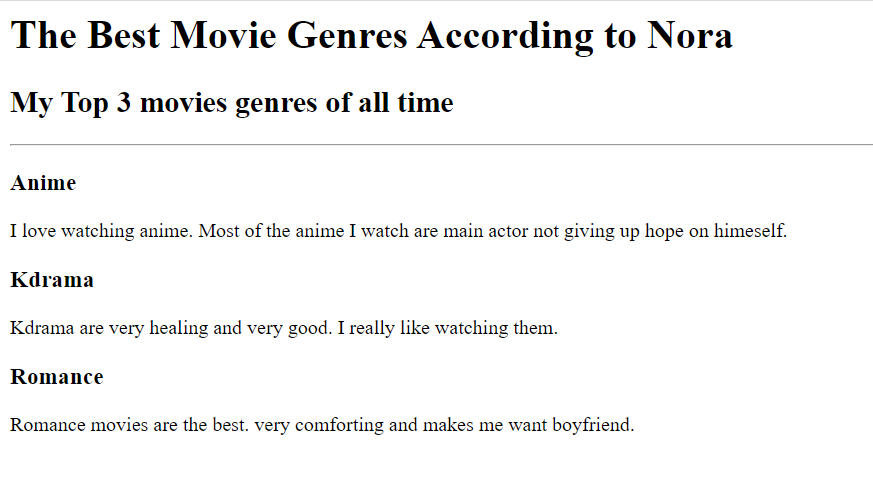 The Best Movie Genres According to Nora
My Top 3 movies genres of all time
Anime
I love watching anime. Most of the anime I watch are main actor not giving up hope on himeself.
Kdrama
Kdrama are very healing and very good. I really like watching them.
Romance
Romance movies are the best. very comforting and makes me want boyfriend.